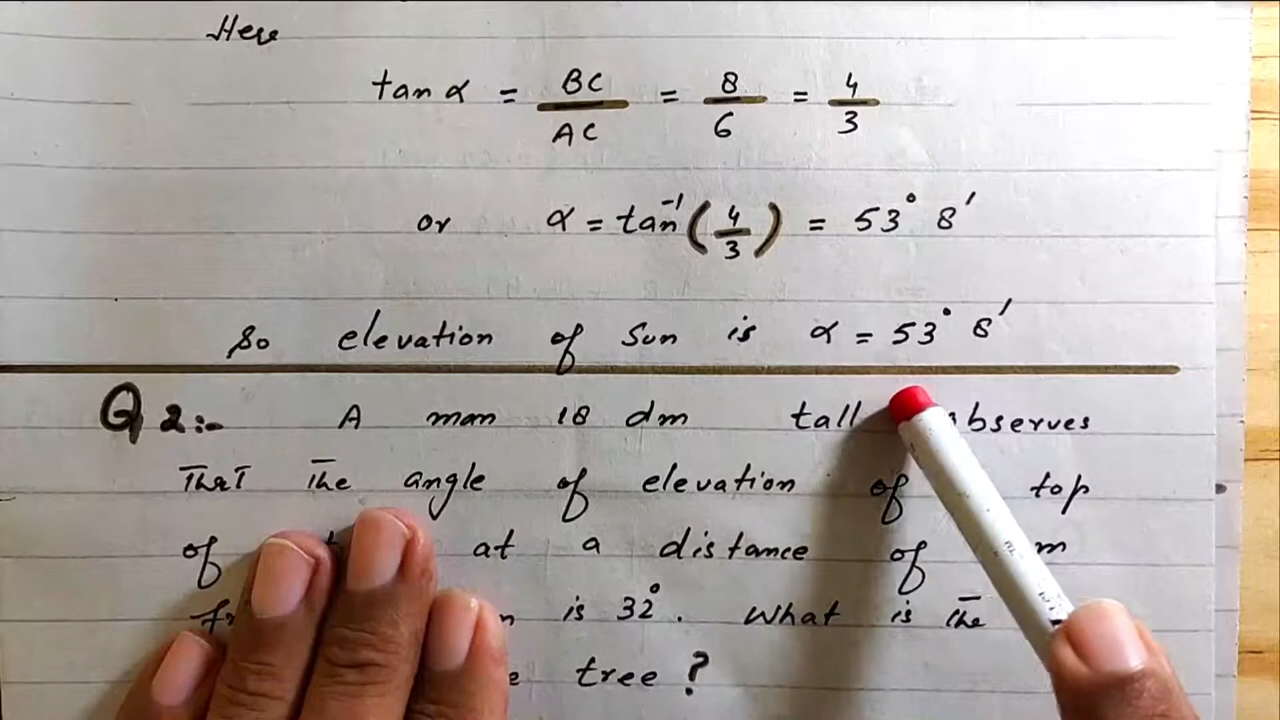 Here
tan α = BC/AC = 8/6 = 4/3
or α = tan⁻¹(4/3) = 53° 8'
So elevation of Sun is α = 53° 8'
Q 2:- A man 18 dm tall observes
That The angle of elevation of top
of at a distance of m
is 32°. What is The
tree ?